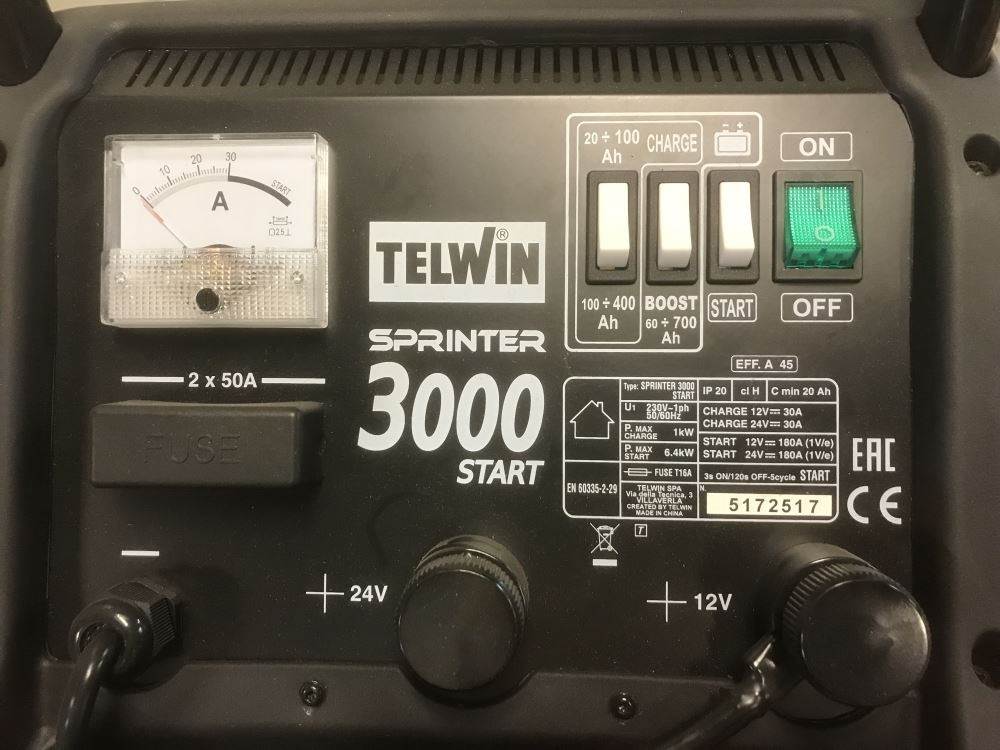 0 10 20 30 START
A
2.5
TELWIN®
SPRINTER
3000
START
2 x 50A
FUSE
20 ÷ 100
Ah
CHARGE
- +
ON
I
O
100 ÷ 400
Ah
BOOST
60 ÷ 700
Ah
START
OFF
EFF. A 45
Type: SPRINTER 3000
START
IP 20
cl H
C min 20 Ah
U1 230V~1ph
50/60Hz
CHARGE 12V 30A
CHARGE 24V 30A
P. MAX
CHARGE 1kW
P. MAX
START 6.4kW
START 12V 180A (1V/e)
START 24V 180A (1V/e)
FUSE T16A
3s ON/120s OFF-5cycle START
EN 60335-2-29
TELWIN SPA
Via della Tecnica, 3
VILLAVERLA
CREATED BY TELWIN
MADE IN CHINA
N.
5172517
EAC
CE
T
—
+ 24V
+ 12V